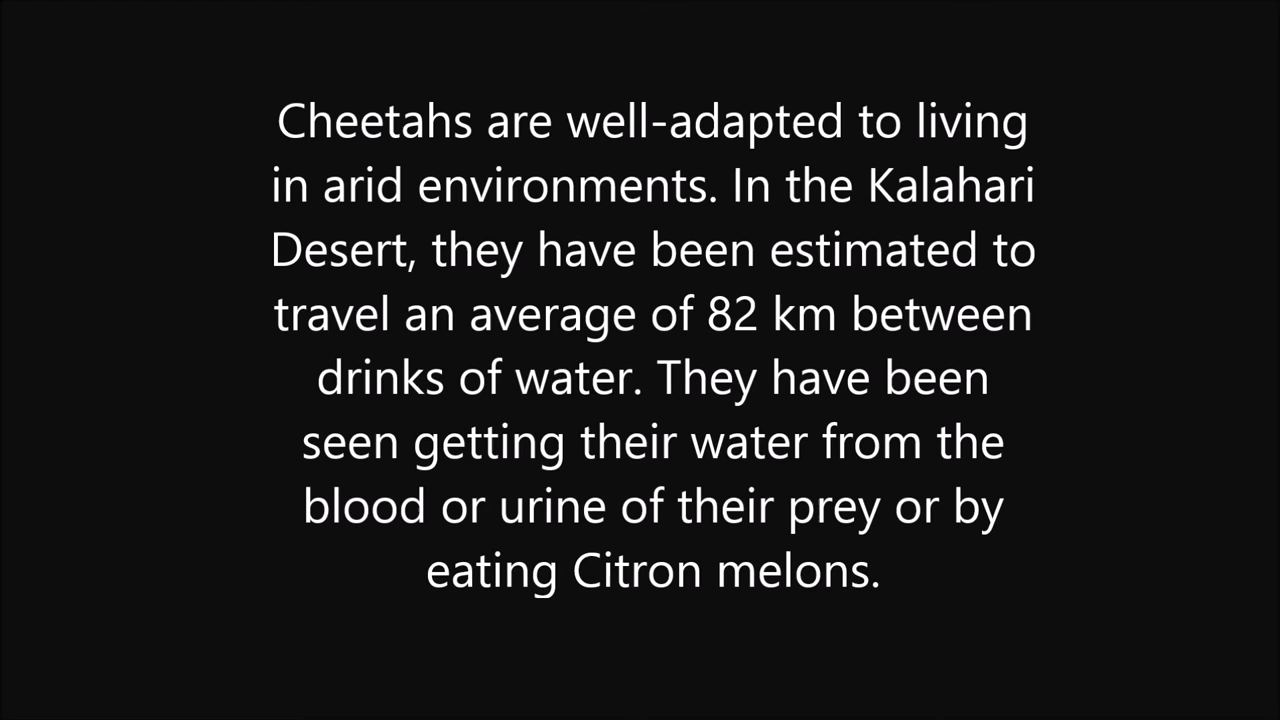 Cheetahs are well-adapted to living
in arid environments. In the Kalahari
Desert, they have been estimated to
travel an average of 82 km between
drinks of water. They have been
seen getting their water from the
blood or urine of their prey or by
eating Citron melons.